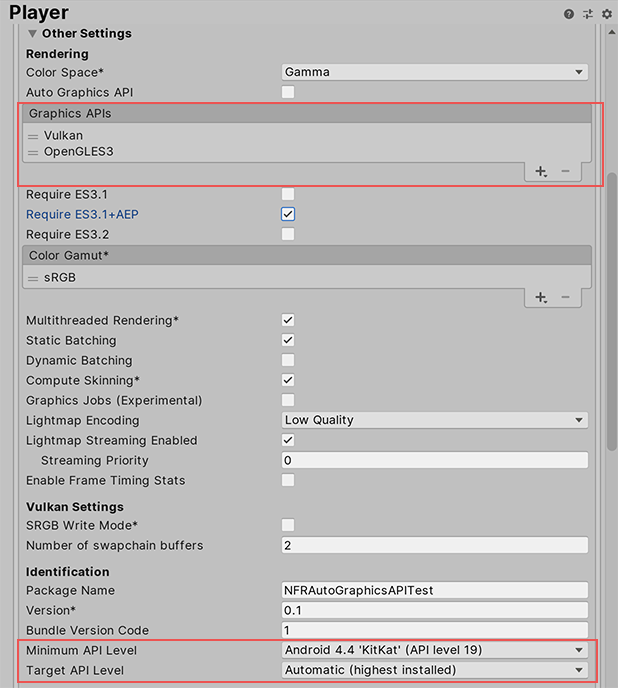 Player
Other Settings
Rendering
Color Space* Gamma
Auto Graphics API
Graphics APIs
Vulkan
OpenGLES3
Require ES3.1
Require ES3.1+AEP
Require ES3.2
Color Gamut*
sRGB
Multithreaded Rendering*
Static Batching
Dynamic Batching
Compute Skinning*
Graphics Jobs (Experimental)
Lightmap Encoding Low Quality
Lightmap Streaming Enabled
Streaming Priority 0
Enable Frame Timing Stats
Vulkan Settings
SRGB Write Mode*
Number of swapchain buffers 2
Identification
Package Name NFRAutoGraphicsAPITest
Version* 0.1
Bundle Version Code 1
Minimum API Level Android 4.4 'KitKat' (API level 19)
Target API Level Automatic (highest installed)